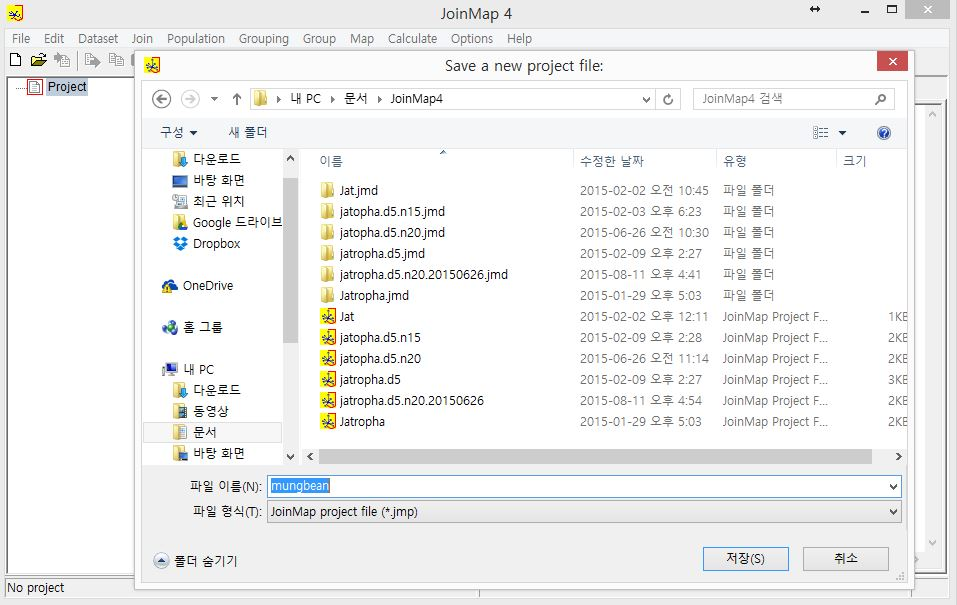 JoinMap 4
File Edit Dataset Join Population Grouping Group Map Calculate Options Help
Project
Save a new project file:
내 PC 문서 JoinMap4
JoinMap4 검색
구성 새 폴더
다운로드
바탕 화면
최근 위치
Google 드라이브
Dropbox
OneDrive
홈 그룹
내 PC
다운로드
동영상
문서
바탕 화면
이름 수정한 날짜 유형 크기
Jat.jmd 2015-02-02 오전 10:45 파일 폴더
jatopha.d5.n15.jmd 2015-02-03 오후 6:23 파일 폴더
jatopha.d5.n20.jmd 2015-06-26 오전 10:30 파일 폴더
jatropha.d5.jmd 2015-02-09 오후 2:27 파일 폴더
jatropha.d5.n20.20150626.jmd 2015-08-11 오후 4:41 파일 폴더
Jatropha.jmd 2015-01-29 오후 5:03 파일 폴더
Jat 2015-02-02 오후 12:11 JoinMap Project F... 1KB
jatopha.d5.n15 2015-02-09 오후 2:28 JoinMap Project F... 2KB
jatopha.d5.n20 2015-06-26 오전 11:14 JoinMap Project F... 2KB
jatropha.d5 2015-02-09 오후 2:27 JoinMap Project F... 3KB
jatropha.d5.n20.20150626 2015-08-11 오후 4:54 JoinMap Project F... 2KB
Jatropha 2015-01-29 오후 5:03 JoinMap Project F... 2KB
파일 이름(N): mungbean
파일 형식(T): JoinMap project file (*.jmp)
폴더 숨기기
저장(S) 취소
No project